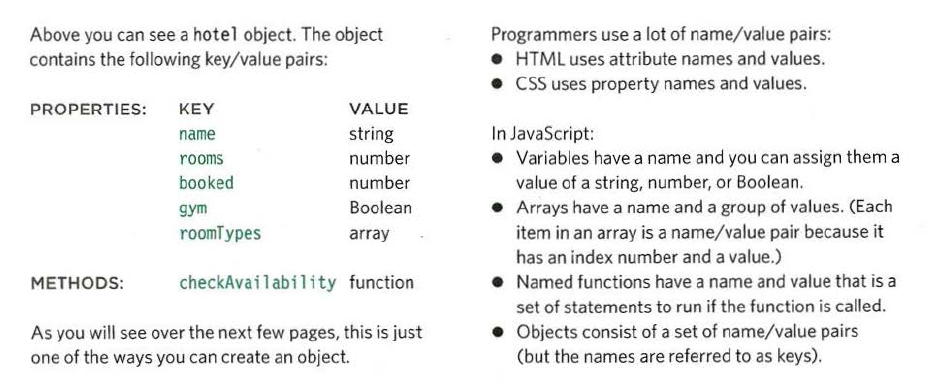 Above you can see a hotel object. The object
contains the following key/value pairs:
PROPERTIES: KEY VALUE
name string
rooms number
booked number
gym Boolean
roomTypes array
METHODS: checkAvailability function
As you will see over the next few pages, this is just
one of the ways you can create an object.
Programmers use a lot of name/value pairs:
● HTML uses attribute names and values.
● CSS uses property names and values.
In JavaScript:
● Variables have a name and you can assign them a
value of a string, number, or Boolean.
● Arrays have a name and a group of values. (Each
item in an array is a name/value pair because it
has an index number and a value.)
● Named functions have a name and value that is a
set of statements to run if the function is called.
● Objects consist of a set of name/value pairs
(but the names are referred to as keys).